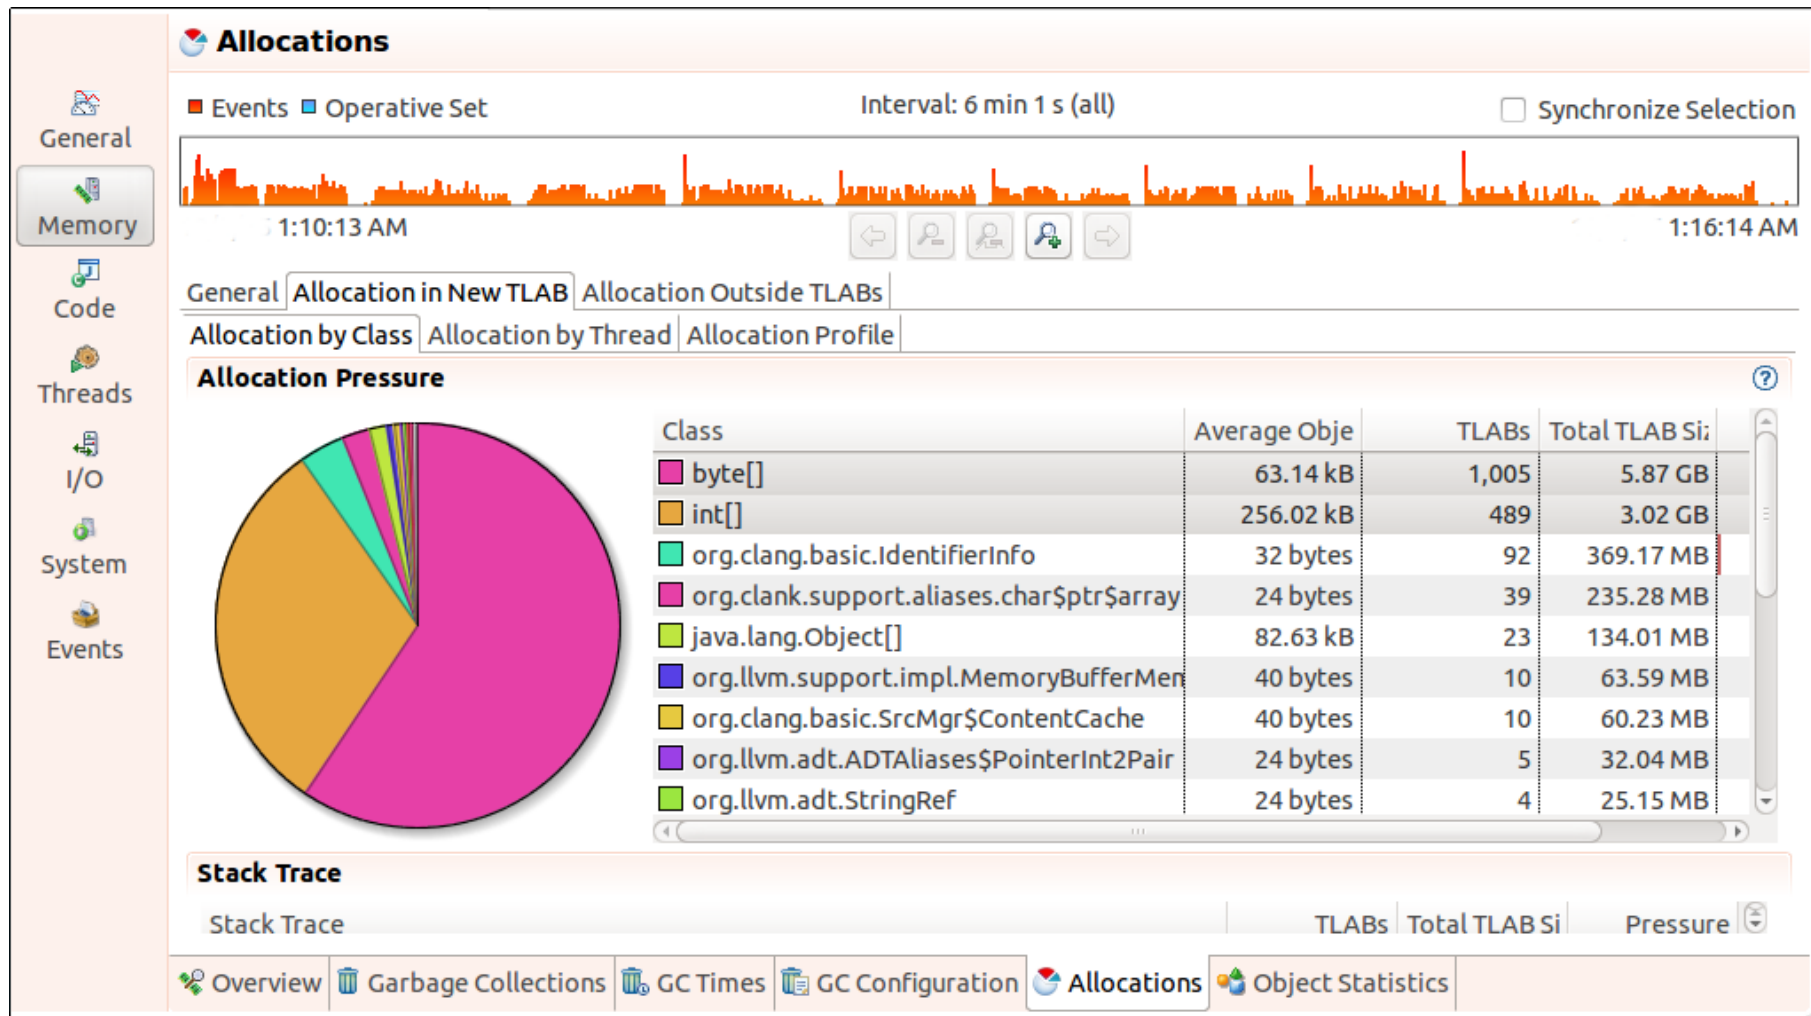 Allocations
Events Operative Set Interval: 6 min 1 s (all) Synchronize Selection
1:10:13 AM 1:16:14 AM
General
Memory
Code
Threads
I/O
System
Events
General Allocation in New TLAB Allocation Outside TLABs
Allocation by Class Allocation by Thread Allocation Profile
Allocation Pressure
Class Average Obje TLABs Total TLAB Siz
byte[] 63.14 kB 1,005 5.87 GB
int[] 256.02 kB 489 3.02 GB
org.clang.basic.IdentifierInfo 32 bytes 92 369.17 MB
org.clank.support.aliases.char$ptr$array 24 bytes 39 235.28 MB
java.lang.Object[] 82.63 kB 23 134.01 MB
org.llvm.support.impl.MemoryBufferMem 40 bytes 10 63.59 MB
org.clang.basic.SrcMgr$ContentCache 40 bytes 10 60.23 MB
org.llvm.adt.ADTAliases$PointerInt2Pair 24 bytes 5 32.04 MB
org.llvm.adt.StringRef 24 bytes 4 25.15 MB
Stack Trace
Stack Trace TLABs Total TLAB Si Pressure
Overview Garbage Collections GC Times GC Configuration Allocations Object Statistics